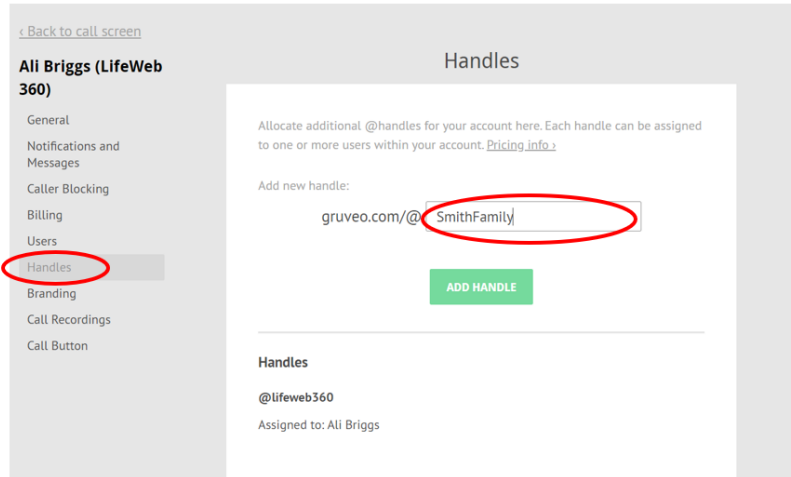 ‹ Back to call screen
Ali Briggs (LifeWeb
360)
General
Notifications and
Messages
Caller Blocking
Billing
Users
Handles
Branding
Call Recordings
Call Button
Handles
Allocate additional @handles for your account here. Each handle can be assigned
to one or more users within your account. Pricing info ›
Add new handle:
gruveo.com/@ SmithFamily
ADD HANDLE
Handles
@lifeweb360
Assigned to: Ali Briggs